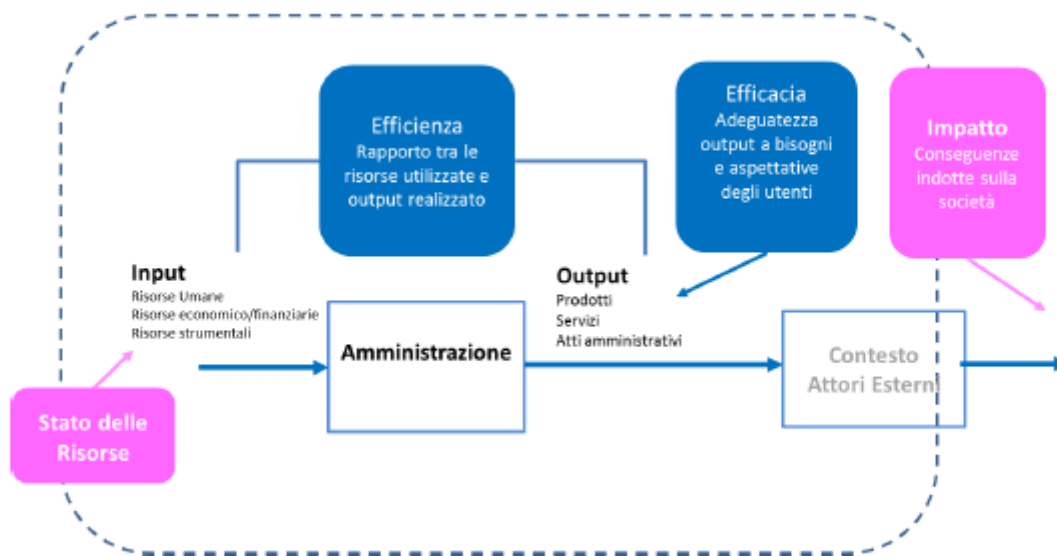 Efficienza
Rapporto tra le
risorse utilizzate e
output realizzato
Efficacia
Adeguatezza
output a bisogni
e aspettative
degli utenti
Impatto
Conseguenze
indotte sulla
società
Input
Risorse Umane
Risorse economico/finanziarie
Risorse strumentali
Output
Prodotti
Servizi
Atti amministrativi
Amministrazione
Contesto
Attori Esterni
Stato delle
Risorse